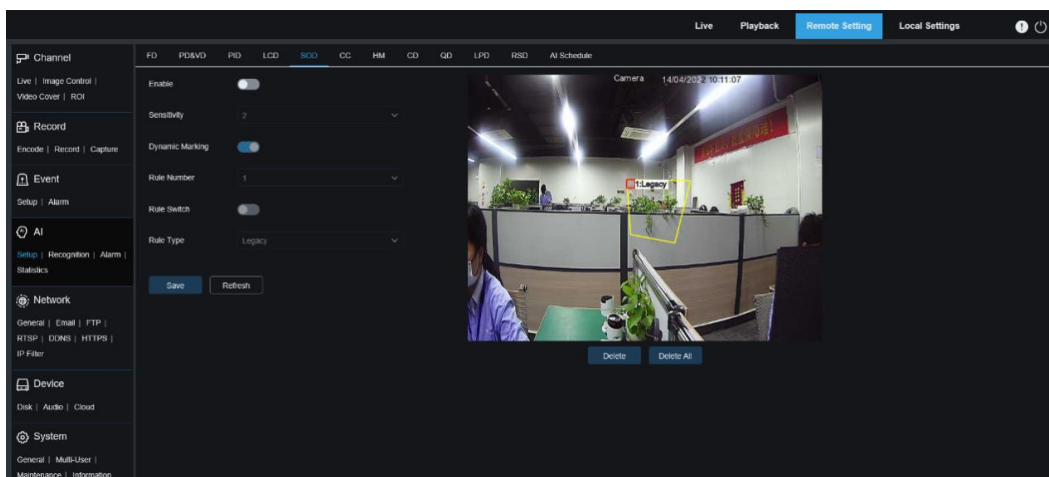 Live Playback Remote Setting Local Settings
Channel
Live | Image Control |
Video Cover | ROI
Record
Encode | Record | Capture
Event
Setup | Alarm
AI
Setup | Recognition | Alarm |
Statistics
Network
General | Email | FTP |
RTSP | DDNS | HTTPS |
IP Filter
Device
Disk | Audio | Cloud
System
General | Multi-User |
Maintenance | Information
FD PD&VD PID LCD SOD CC HM CD QD LPD RSD AI Schedule
Enable
Sensitivity 2
Dynamic Marking
Rule Number 1
Rule Switch
Rule Type Legacy
Save Refresh
Camera 14/04/2022 10:11:07
1:Legacy
Delete Delete All